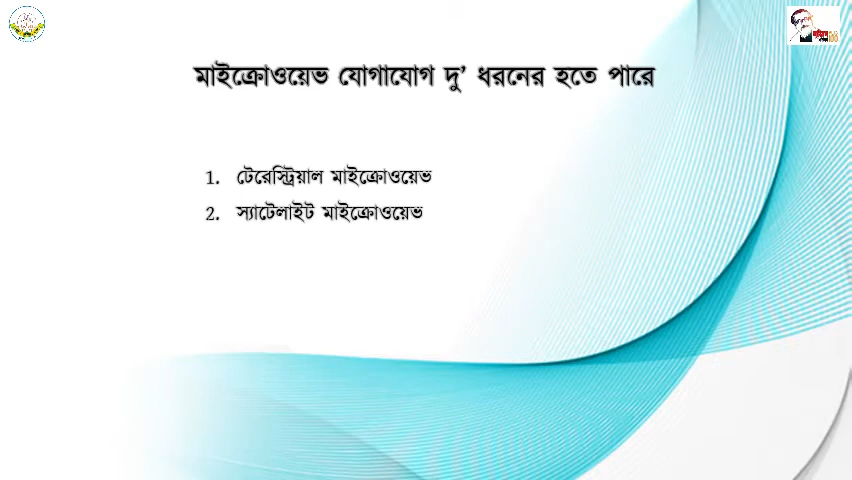 মাইক্রোওয়েভ যোগাযোগ দু’ ধরনের হতে পারে
1. টেরেস্ট্রিয়াল মাইক্রোওয়েভ
2. স্যাটেলাইট মাইক্রোওয়েভ